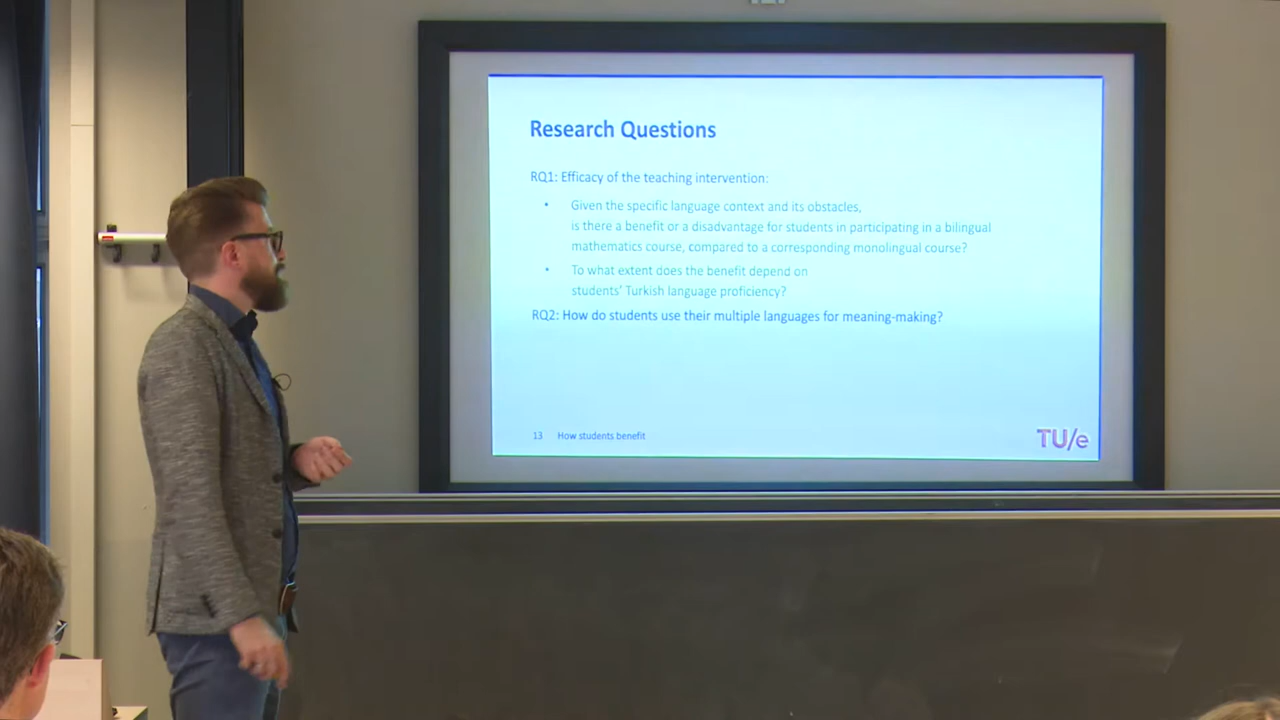 Research Questions
RQ1: Efficacy of the teaching intervention:
• Given the specific language context and its obstacles,
is there a benefit or a disadvantage for students in participating in a bilingual
mathematics course, compared to a corresponding monolingual course?
• To what extent does the benefit depend on
students' Turkish language proficiency?
RQ2: How do students use their multiple languages for meaning-making?
13 How students benefit
TU/e